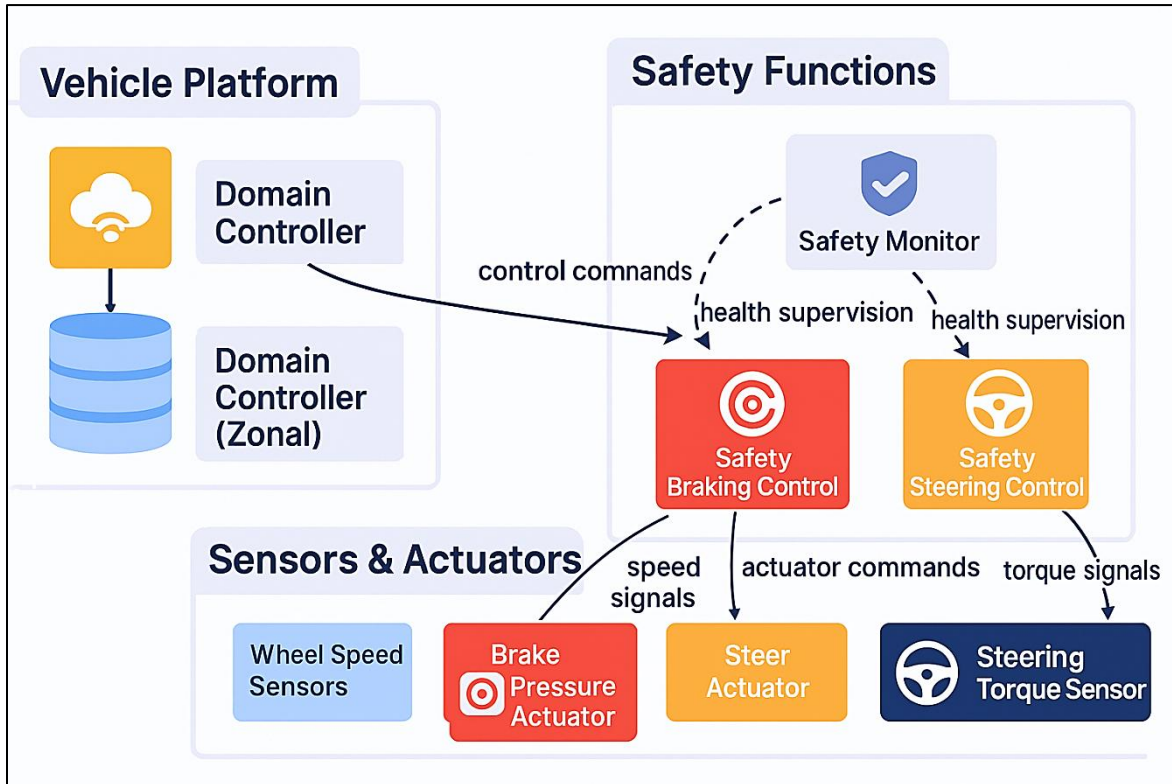 Vehicle Platform
Domain
Controller
Domain
Controller
(Zonal)
Safety Functions
Safety Monitor
control comnands
health supervision
health supervision
Safety
Braking Control
Safety
Steering Control
Sensors & Actuators
speed
signals
actuator commands
torque signals
Wheel Speed
Sensors
Brake
Pressure
Actuator
Steer
Actuator
Steering
Torque Sensor